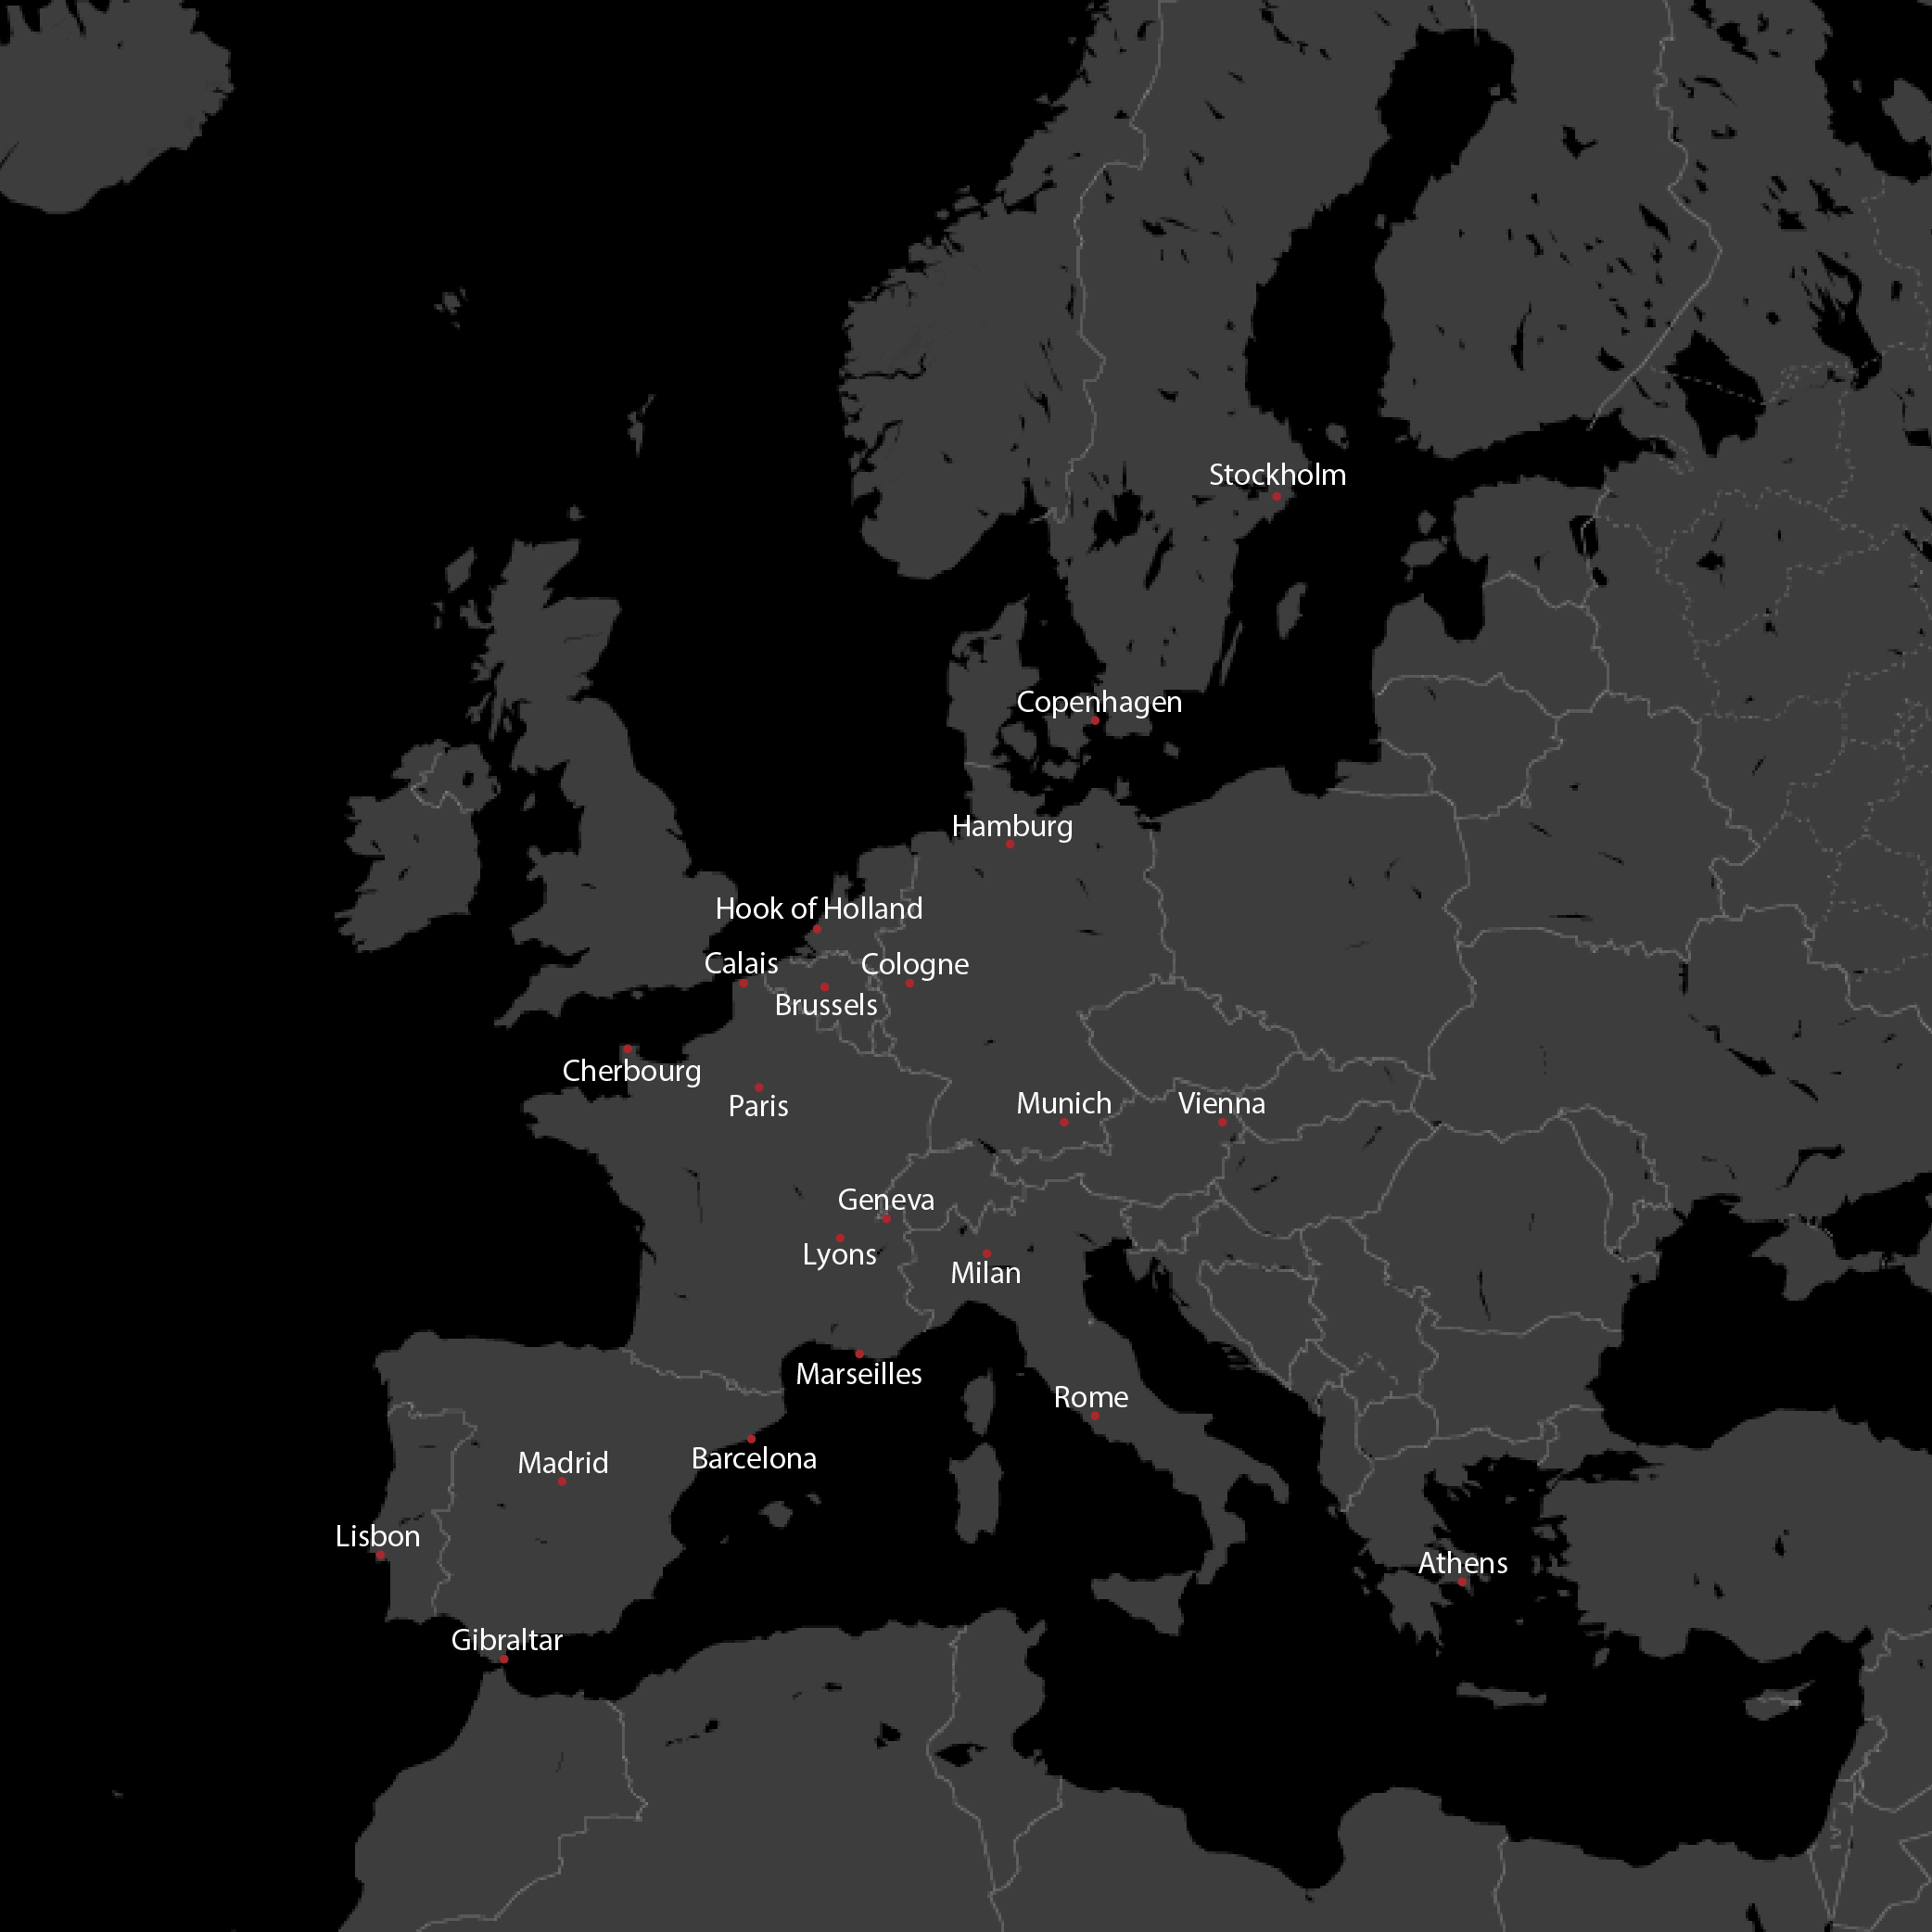 Stockholm
Copenhagen
Hamburg
Hook of Holland
Calais
Cologne
Brussels
Cherbourg
Paris
Munich
Vienna
Geneva
Lyons
Milan
Marseilles
Rome
Barcelona
Madrid
Lisbon
Athens
Gibraltar